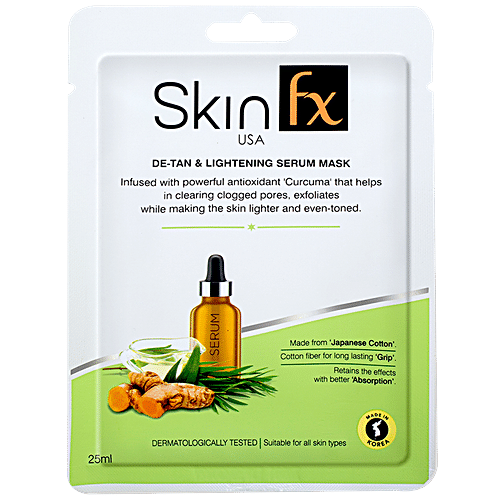 Skin fx
USA
DE-TAN & LIGHTENING SERUM MASK
Infused with powerful antioxidant 'Curcuma' that helps
in clearing clogged pores, exfoliates
while making the skin lighter and even-toned.
SERUM
Made from 'Japanese Cotton'.
Cotton fiber for long lasting 'Grip'.
Retains the effects
with better 'Absorption'.
MADE IN
KOREA
DERMATOLOGICALLY TESTED | Suitable for all skin types
25ml